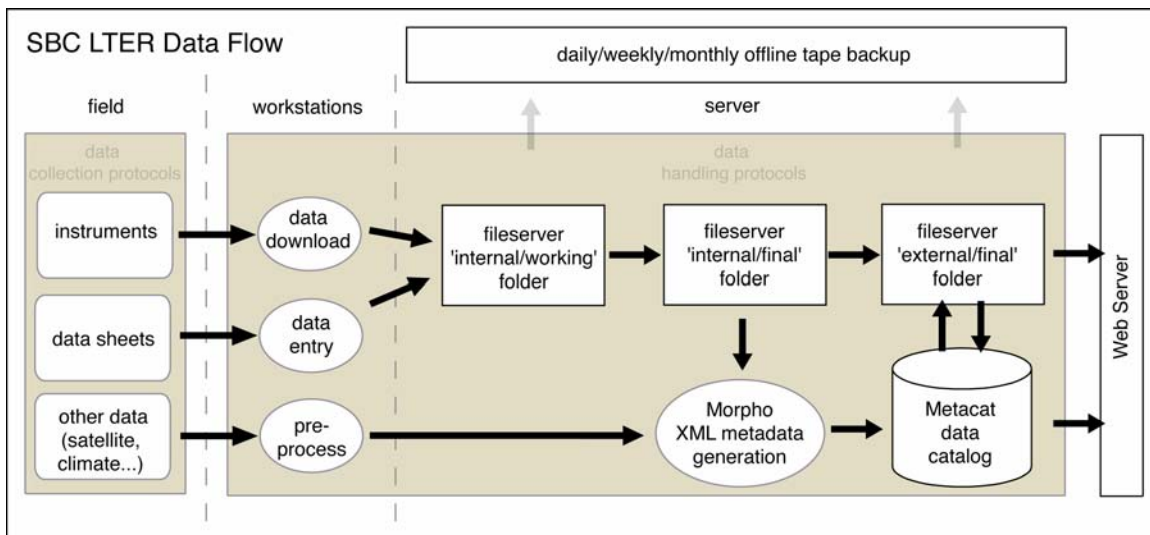 SBC LTER Data Flow
daily/weekly/monthly offline tape backup
field
workstations
server
data
collection protocols
data
handling protocols
instruments
data
download
fileserver
'internal/working'
folder
fileserver
'internal/final'
folder
fileserver
'external/final'
folder
data sheets
data
entry
other data
(satellite,
climate...)
pre-
process
Morpho
XML metadada
generation
Metacat
data
catalog
Web Server